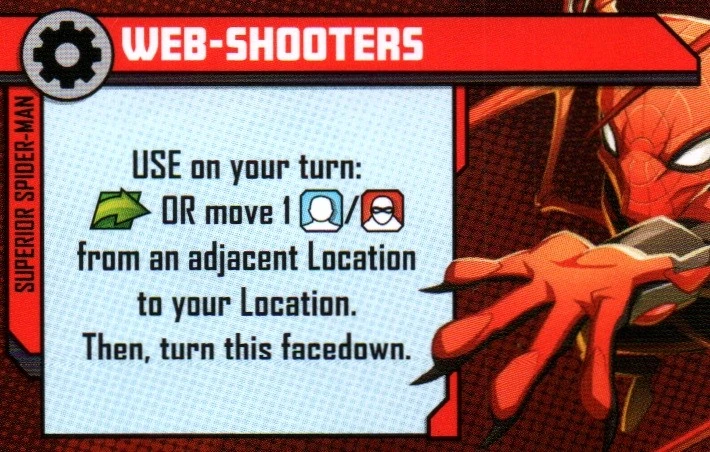 WEB-SHOOTERS
SUPERIOR SPIDER-MAN
USE on your turn:
OR move 1 /
from an adjacent Location
to your Location.
Then, turn this facedown.